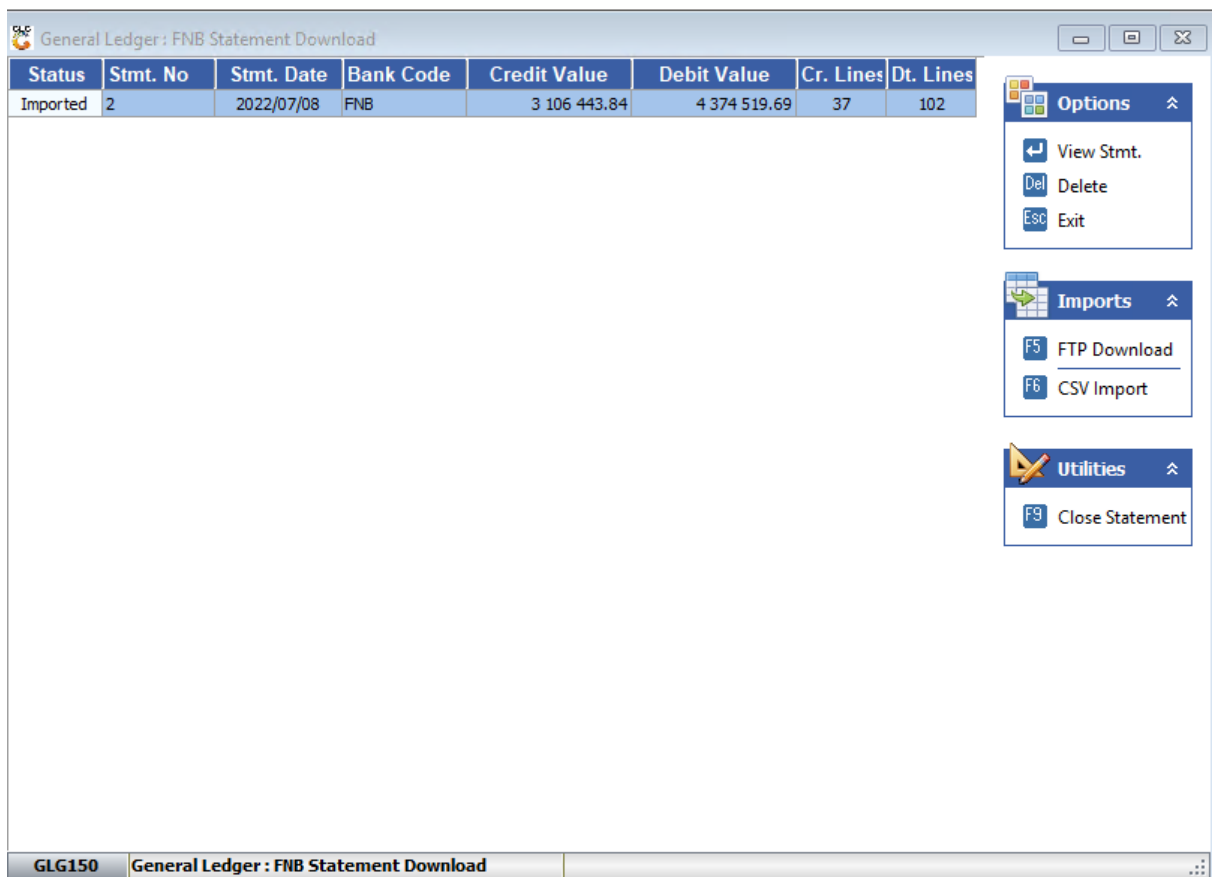 General Ledger : FNB Statement Download
Status Stmt. No Stmt. Date Bank Code Credit Value Debit Value Cr. Lines Dt. Lines
Imported 2 2022/07/08 FNB 3 106 443.84 4 374 519.69 37 102
Options
View Stmt.
Del Delete
Esc Exit
Imports
F5 FTP Download
F6 CSV Import
Utilities
F9 Close Statement
GLG150 General Ledger : FNB Statement Download